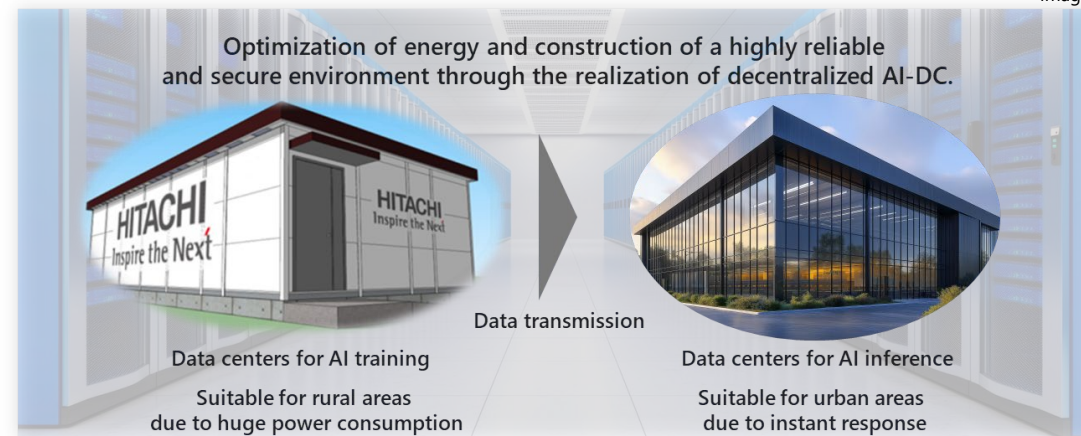 Optimization of energy and construction of a highly reliable
and secure environment through the realization of decentralized AI-DC.
HITACHI
Inspire the Next
HITACHI
Inspire the Next
Data transmission
Data centers for AI training
Suitable for rural areas
due to huge power consumption
Data centers for AI inference
Suitable for urban areas
due to instant response